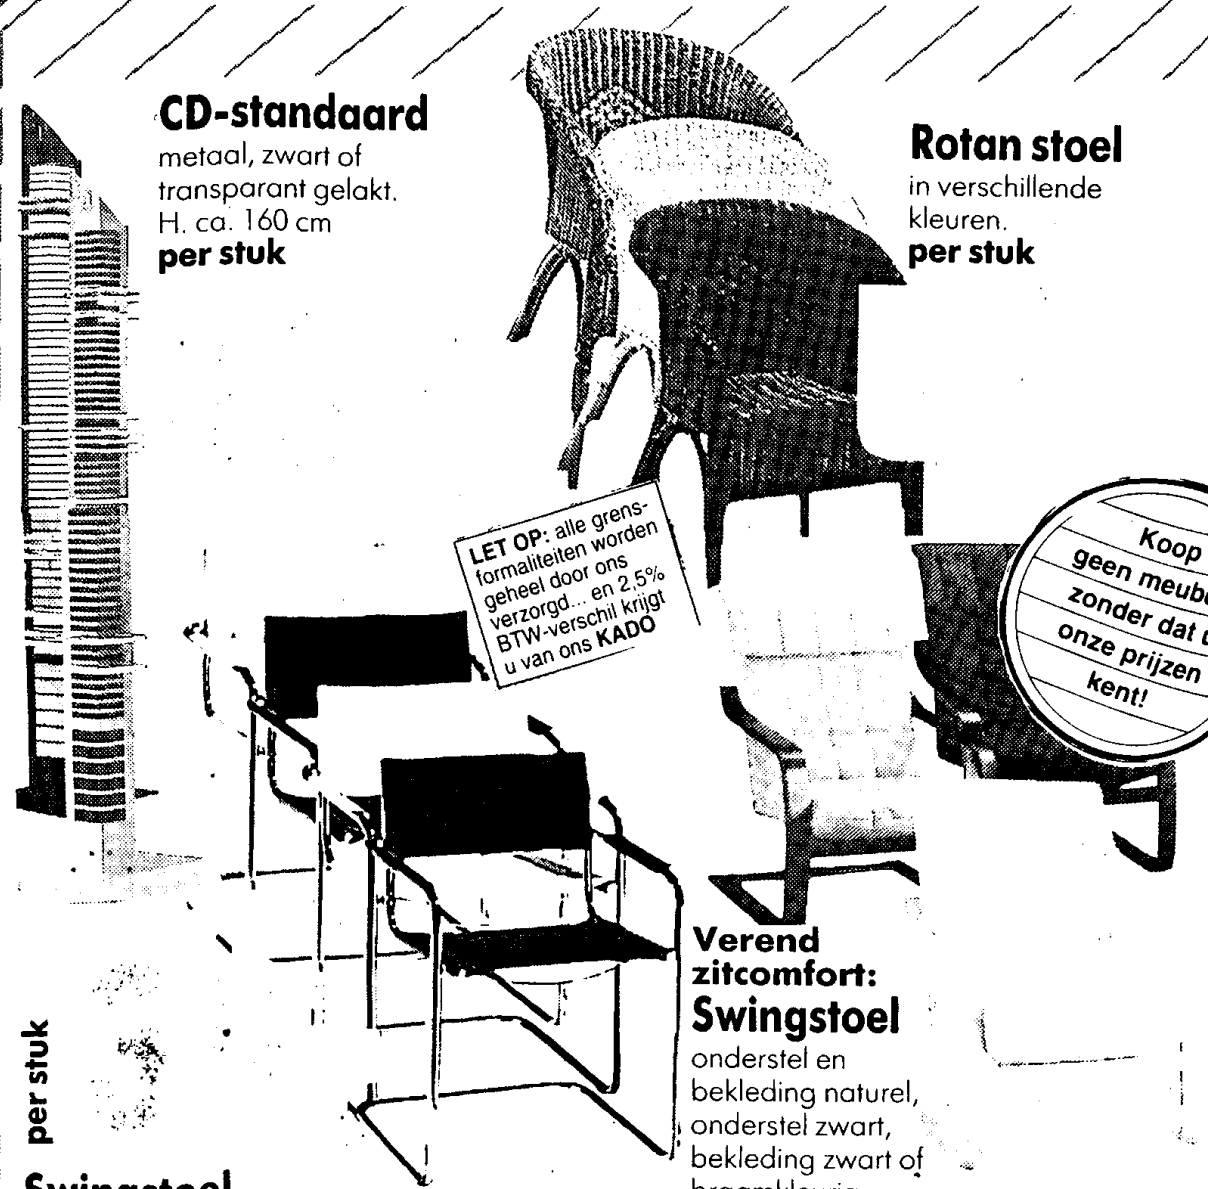 CD-standaard
metaal, zwart of
transparant gelakt.
H. ca. 160 cm
per stuk
Rotan stoel
in verschillende
kleuren.
per stuk
LET OP: alle grens-
formaliteiten worden
geheel door ons
verzorgd... en 2,5%
BTW-verschil krijgt
u van ons KADO
Koop
geen meube
zonder dat u
onze prijzen
kent!
Verend
zitcomfort:
Swingstoel
onderstel en
bekleding naturel,
onderstel zwart,
bekleding zwart of
per stuk
Swingstoel